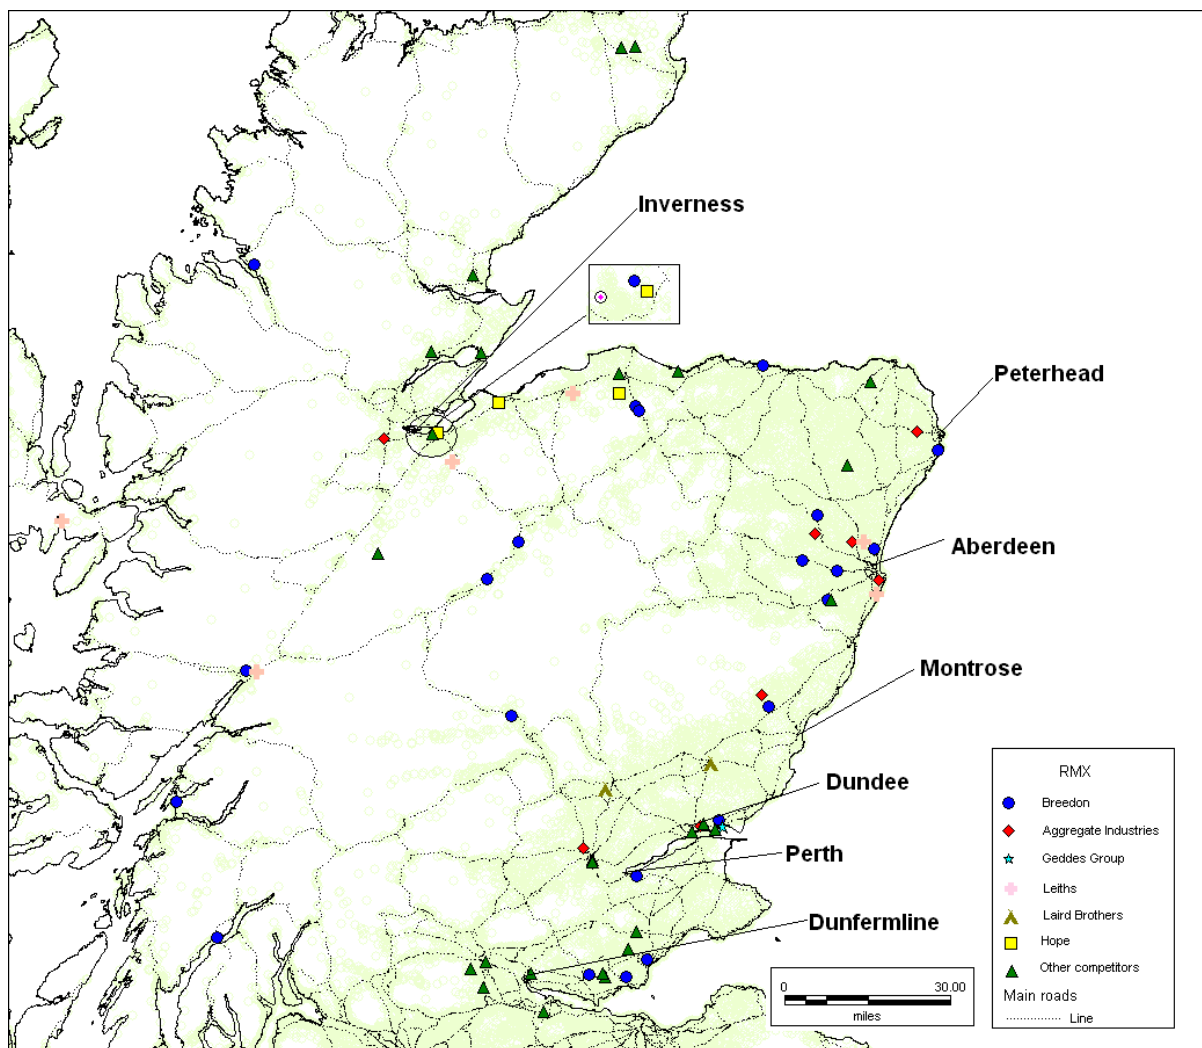 Inverness
Peterhead
Aberdeen
Montrose
Dundee
Perth
Dunfermline
RMX
Breedon
Aggregate Industries
Geddes Group
Leiths
Laird Brothers
Hope
Other competitors
Main roads
Line
0 30.00
miles